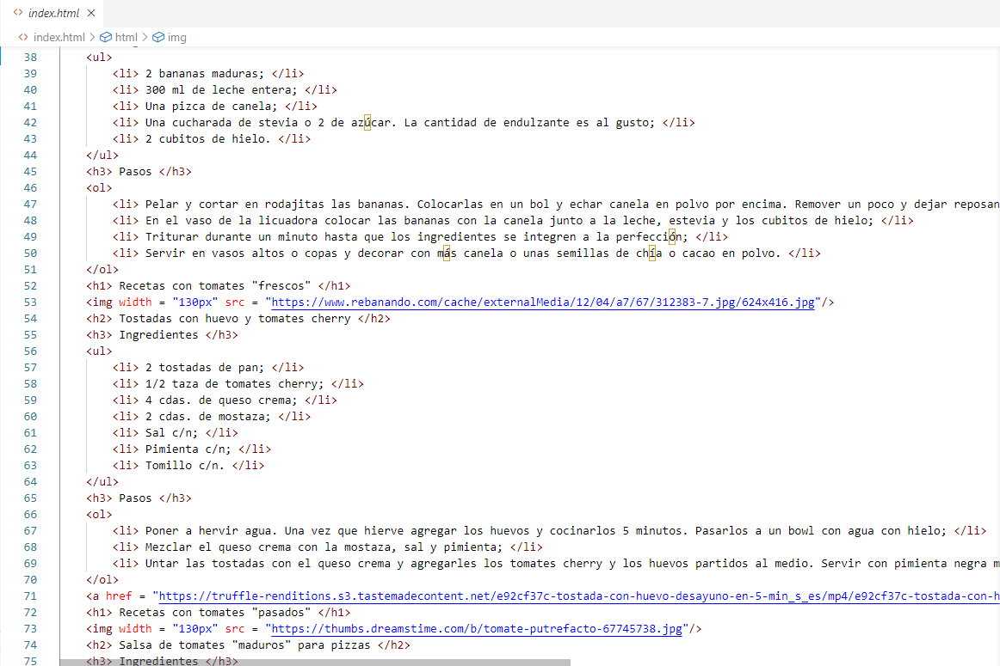 index.html
index.html > html > img
38 <ul>
39 <li> 2 bananas maduras; </li>
40 <li> 300 ml de leche entera; </li>
41 <li> Una pizca de canela; </li>
42 <li> Una cucharada de stevia o 2 de azúcar. La cantidad de endulzante es al gusto; </li>
43 <li> 2 cubitos de hielo. </li>
44 </ul>
45 <h3> Pasos </h3>
46 <ol>
47 <li> Pelar y cortar en rodajitas las bananas. Colocarlas en un bol y echar canela en polvo por encima. Remover un poco y dejar reposan
48 <li> En el vaso de la licuadora colocar las bananas con la canela junto a la leche, estevia y los cubitos de hielo; </li>
49 <li> Triturar durante un minuto hasta que los ingredientes se integren a la perfección; </li>
50 <li> Servir en vasos altos o copas y decorar con más canela o unas semillas de chía o cacao en polvo. </li>
51 </ol>
52 <h1> Recetas con tomates "frescos" </h1>
53 <img width = "130px" src = "https://www.rebanando.com/cache/externalMedia/12/04/a7/67/312383-7.jpg/624x416.jpg"/>
54 <h2> Tostadas con huevo y tomates cherry </h2>
55 <h3> Ingredientes </h3>
56 <ul>
57 <li> 2 tostadas de pan; </li>
58 <li> 1/2 taza de tomates cherry; </li>
59 <li> 4 cdas. de queso crema; </li>
60 <li> 2 cdas. de mostaza; </li>
61 <li> Sal c/n; </li>
62 <li> Pimienta c/n; </li>
63 <li> Tomillo c/n. </li>
64 </ul>
65 <h3> Pasos </h3>
66 <ol>
67 <li> Poner a hervir agua. Una vez que hierve agregar los huevos y cocinarlos 5 minutos. Pasarlos a un bowl con agua con hielo; </li>
68 <li> Mezclar el queso crema con la mostaza, sal y pimienta; </li>
69 <li> Untar las tostadas con el queso crema y agregarles los tomates cherry y los huevos partidos al medio. Servir con pimienta negra m
70 </ol>
71 <a href = "https://truffle-renditions.s3.tastemadecontent.net/e92cf37c-tostada-con-huevo-desayuno-en-5-min_s_es/mp4/e92cf37c-tostada-con-h
72 <h1> Recetas con tomates "pasados" </h1>
73 <img width = "130px" src = "https://thumbs.dreamstime.com/b/tomate-putrefacto-67745738.jpg"/>
74 <h2> Salsa de tomates "maduros" para pizzas </h2>
75 <h3> Ingredientes </h3>